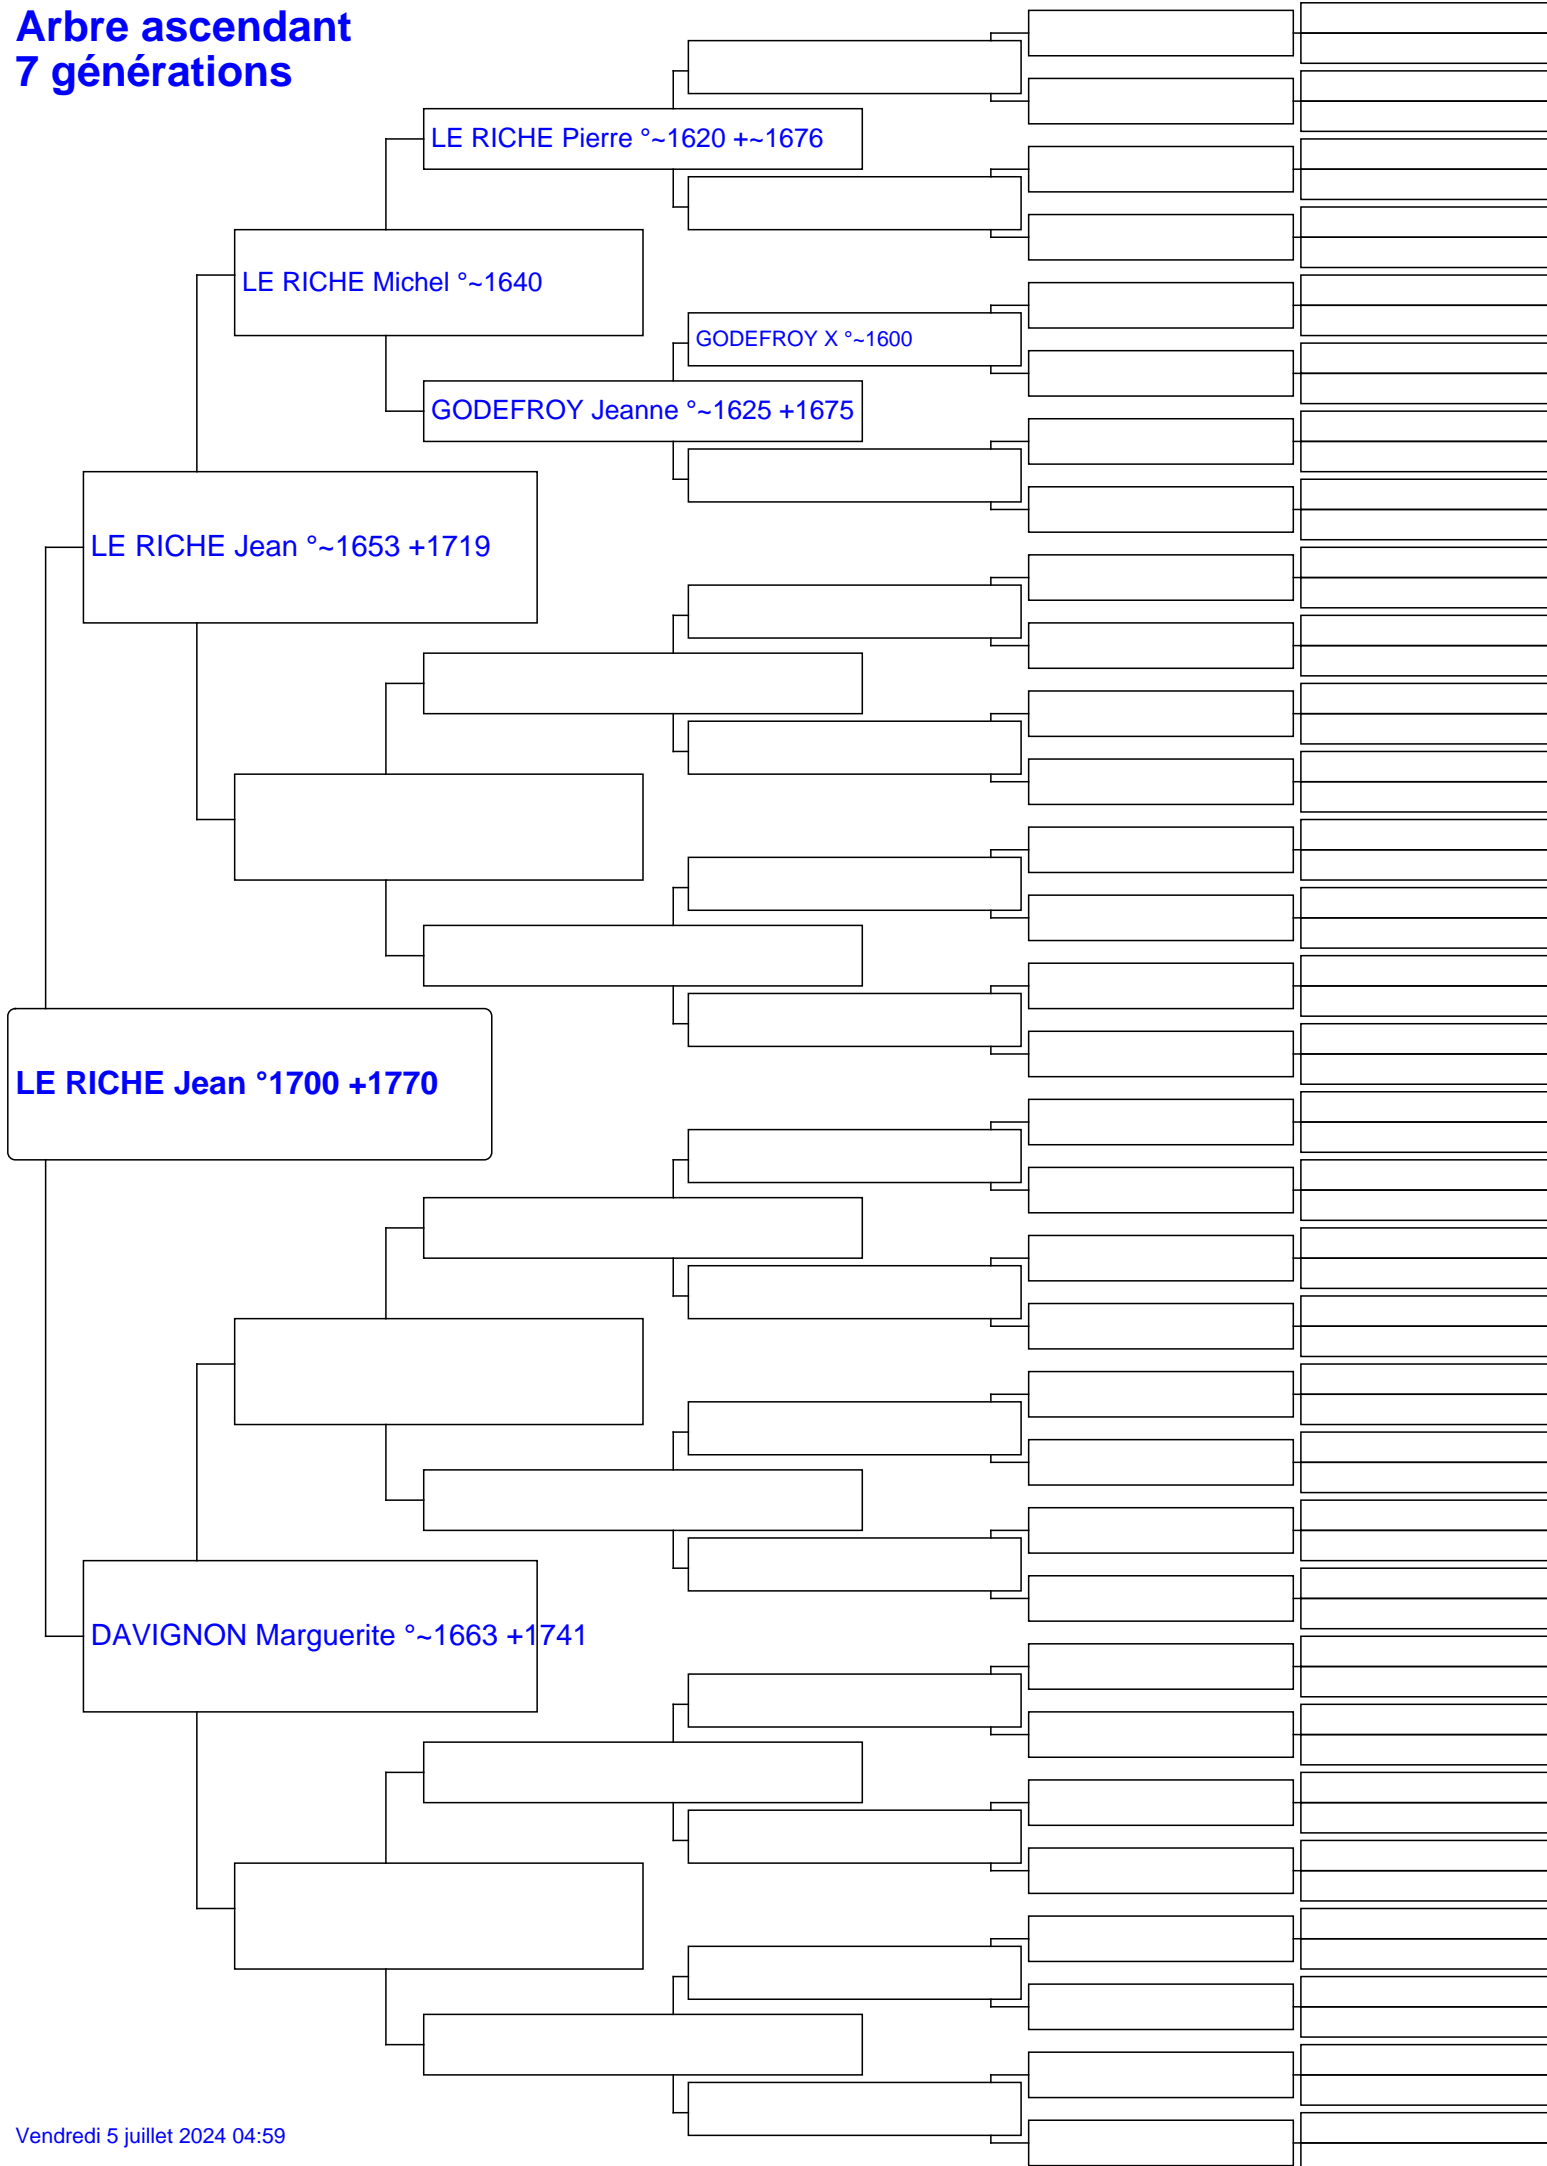 Arbre ascendant
7 générations
LE RICHE Pierre °~1620 +~1676
LE RICHE Michel °~1640
GODEFROY X °~1600
GODEFROY Jeanne °~1625 +1675
LE RICHE Jean °~1653 +1719
LE RICHE Jean °1700 +1770
DAVIGNON Marguerite °~1663 +1741
Vendredi 5 juillet 2024 04:59